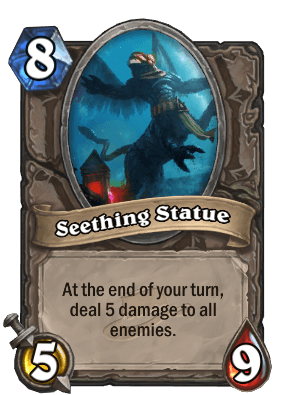 8
Seething Statue
At the end of your turn,
deal 5 damage to all
enemies.
5
9